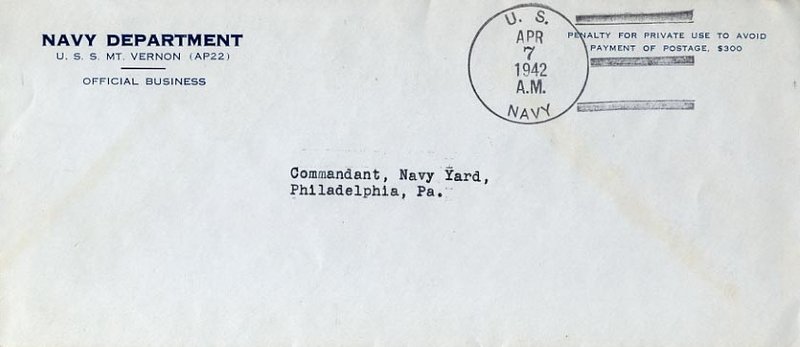 NAVY DEPARTMENT
U. S. S. MT. VERNON (AP22)
OFFICIAL BUSINESS
U. S.
APR
7
1942
A.M.
NAVY
PENALTY FOR PRIVATE USE TO AVOID
PAYMENT OF POSTAGE, $300
Commandant, Navy Yard,
Philadelphia, Pa.